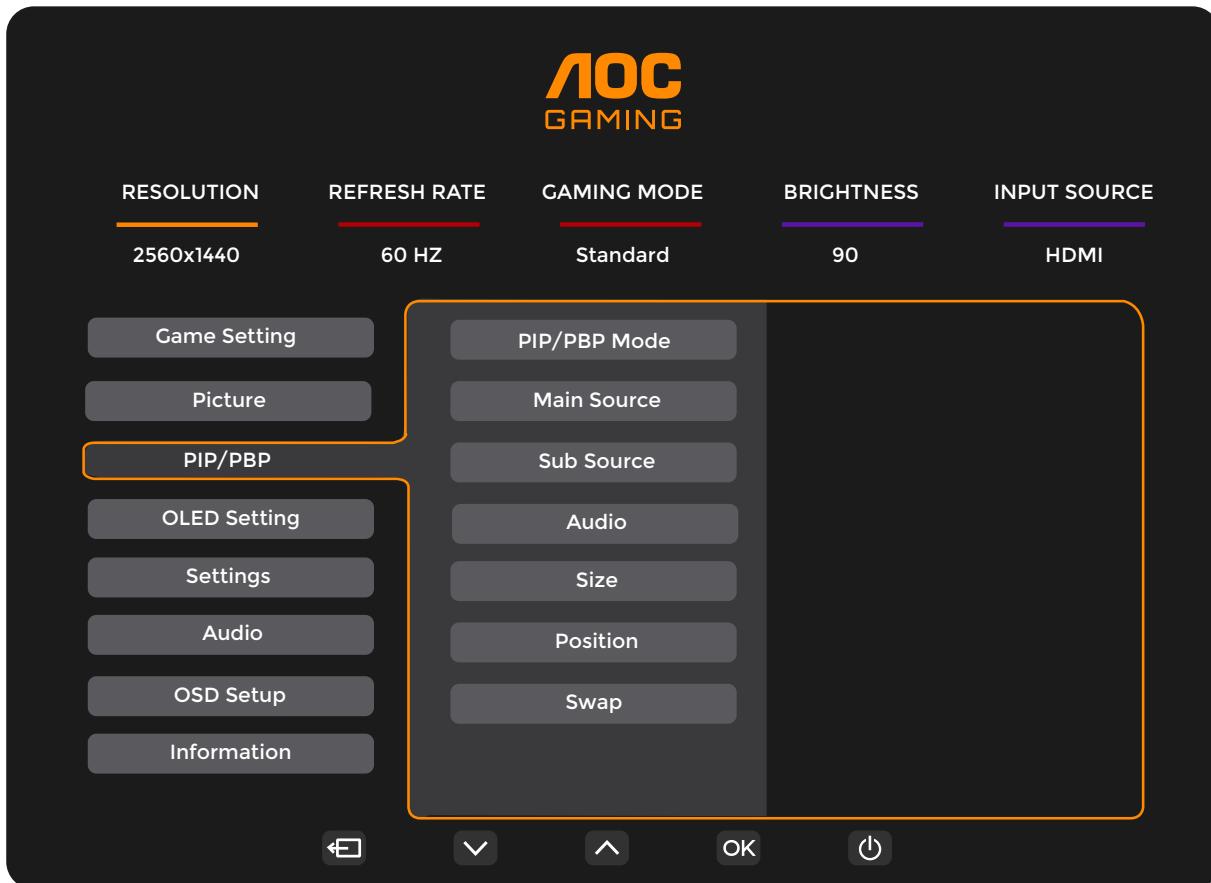 AOC
GAMING
RESOLUTION REFRESH RATE GAMING MODE BRIGHTNESS INPUT SOURCE
2560x1440 60 HZ Standard 90 HDMI
Game Setting
Picture
PIP/PBP
OLED Setting
Settings
Audio
OSD Setup
Information
PIP/PBP Mode
Main Source
Sub Source
Audio
Size
Position
Swap
OK